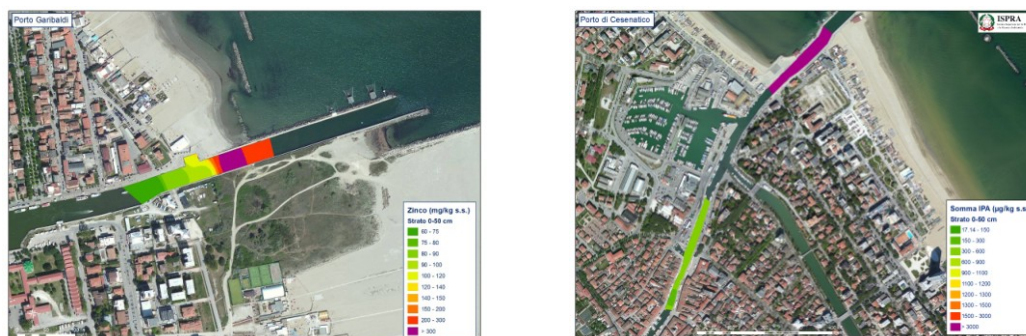 Porto Garibaldi
Zinco (mg/kg s.s.)
Strato 0-50 cm
60 - 75
75 - 80
80 - 90
90 - 100
100 - 120
120 - 140
140 - 150
150 - 200
200 - 300
> 300
Porto di Cesenatico
ISPRA
Somma IPA (µg/kg s.s.)
Strato 0-50 cm
17.14 - 150
150 - 300
300 - 600
600 - 900
900 - 1100
1100 - 1200
1200 - 1300
1300 - 1500
1500 - 3000
> 3000